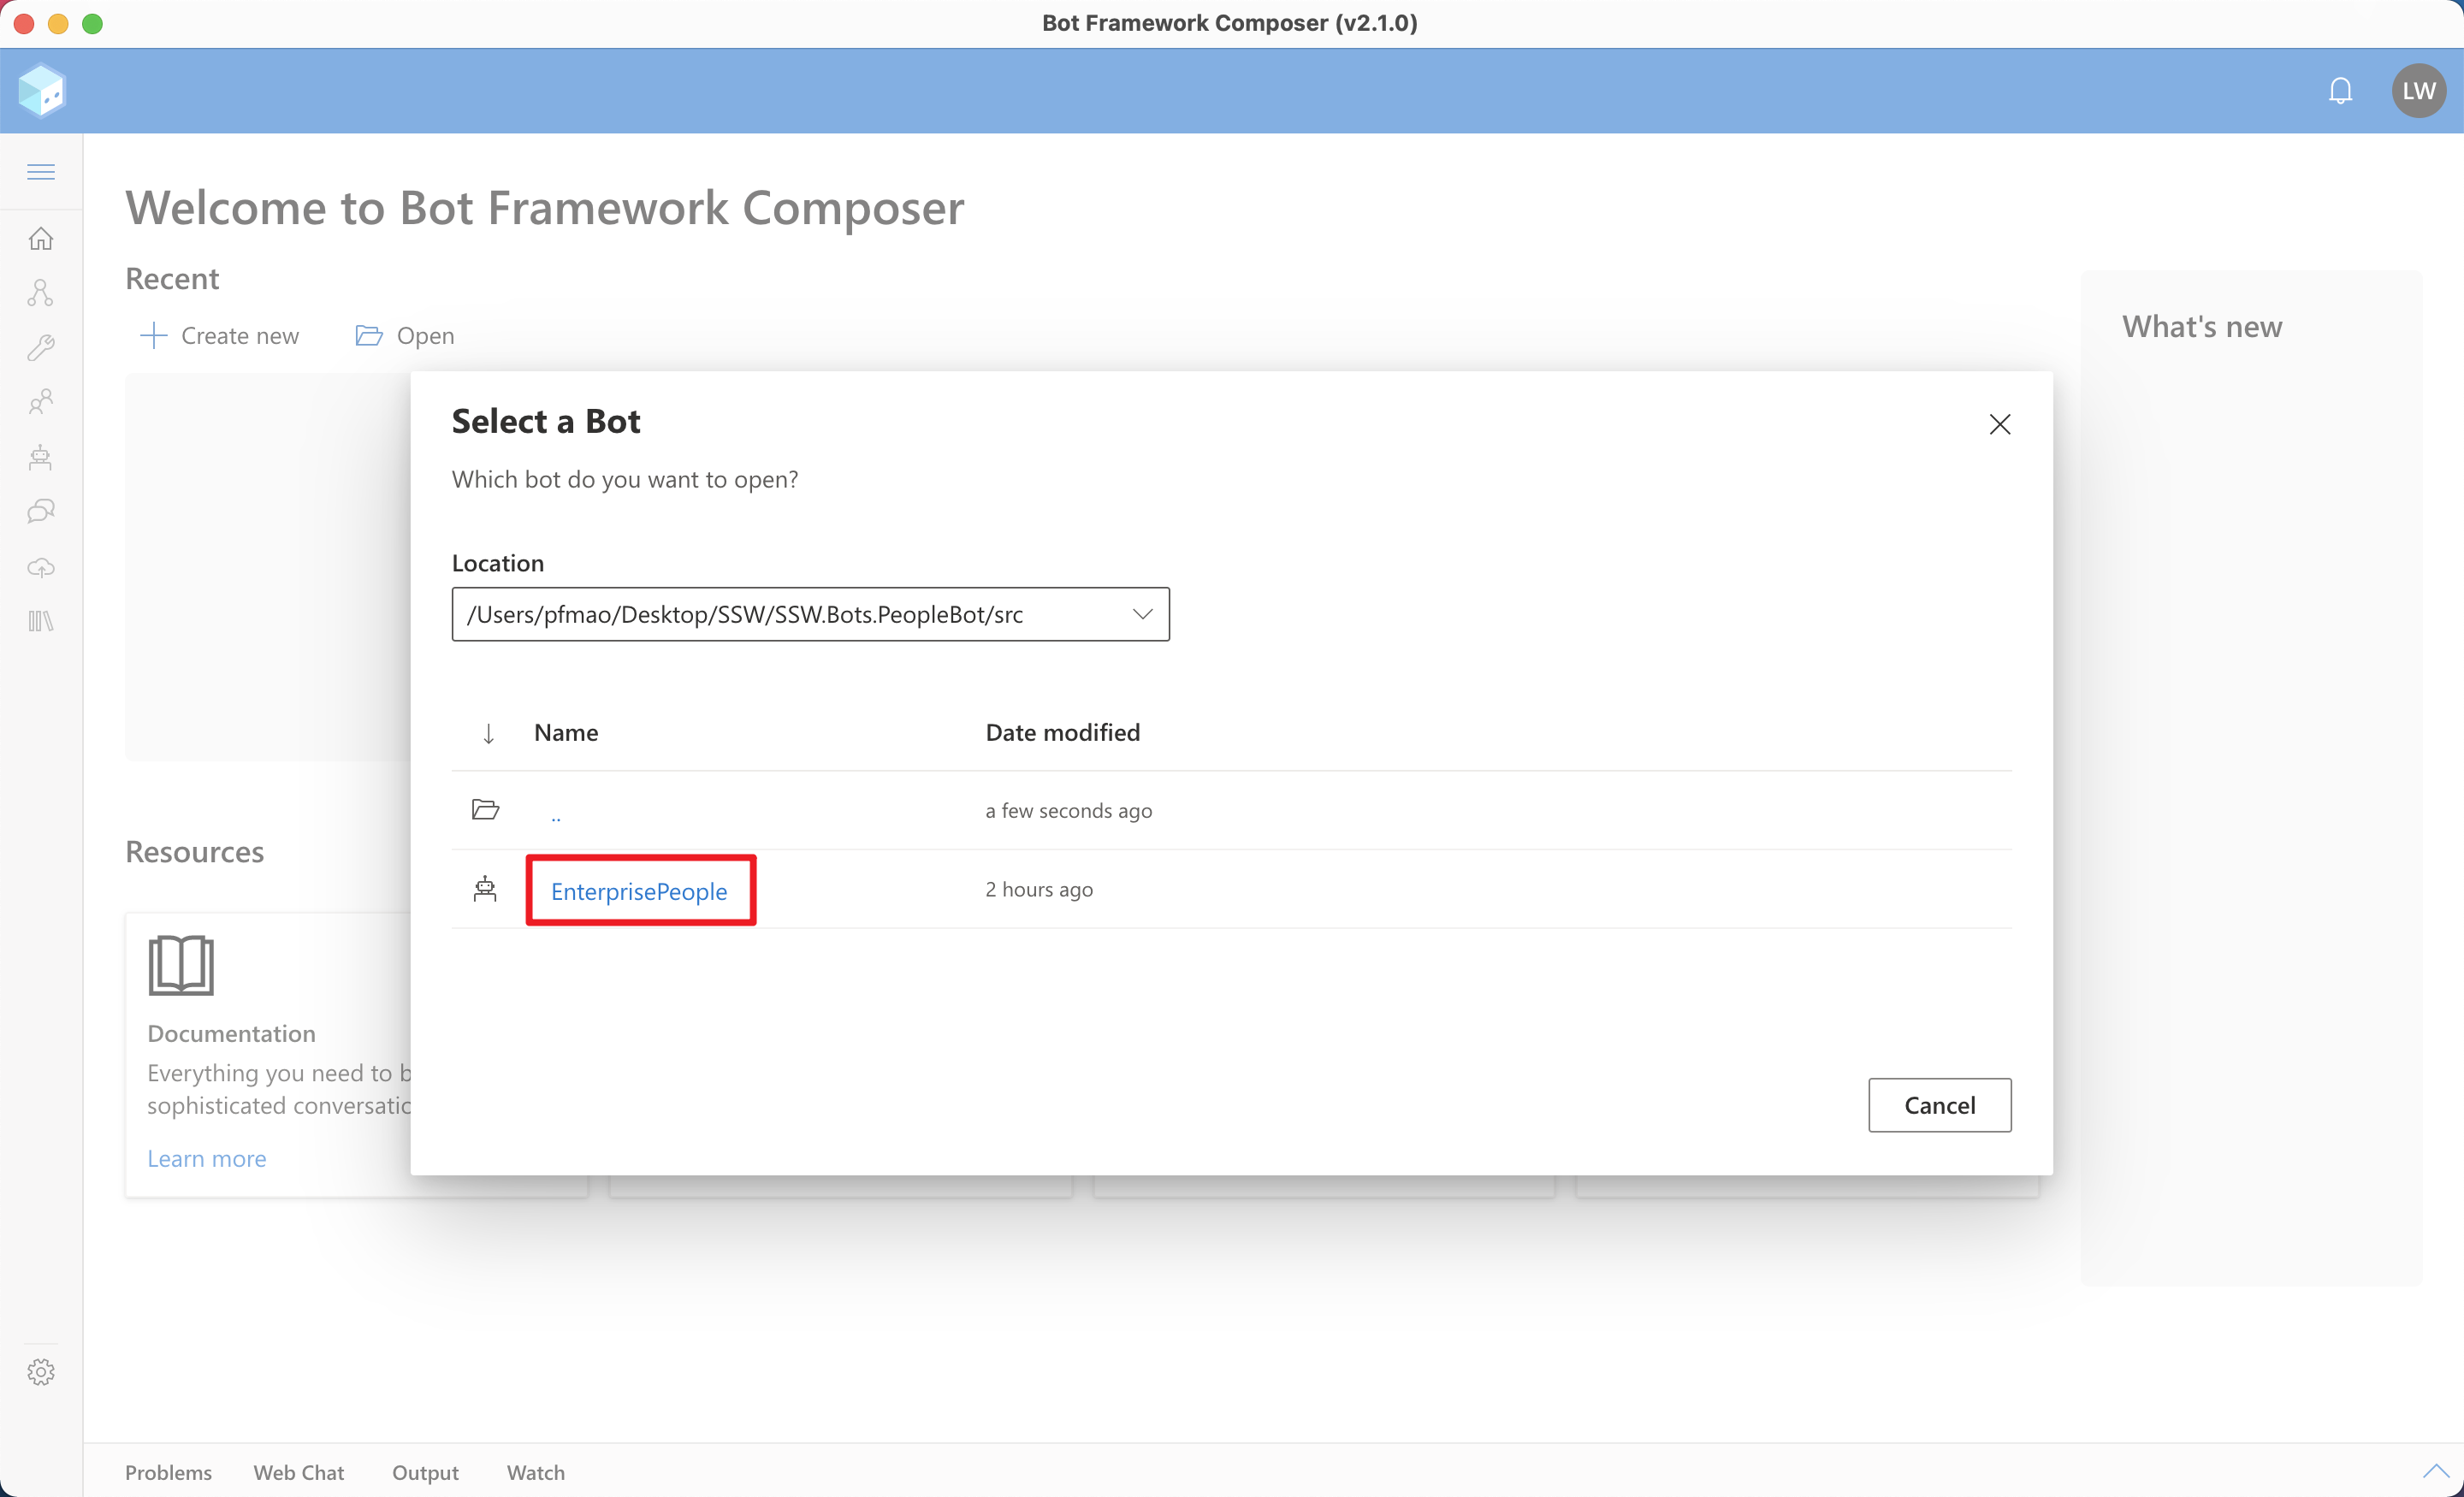 Bot Framework Composer (v2.1.0)
LW
Welcome to Bot Framework Composer
Recent
Create new
Open
What's new
Select a Bot
Which bot do you want to open?
Location
/Users/pfmao/Desktop/SSW/SSW.Bots.PeopleBot/src
Name
Date modified
..
a few seconds ago
EnterprisePeople
2 hours ago
Cancel
Resources
Documentation
Everything you need to
sophisticated
Learn more
Problems
Web Chat
Output
Watch